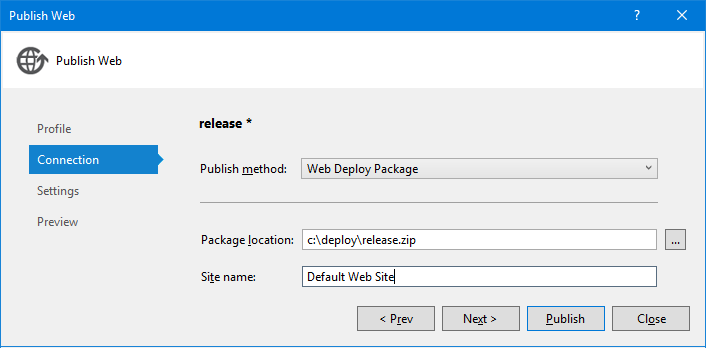 Publish Web
?
Publish Web
Profile
Connection
Settings
Preview
release *
Publish method: Web Deploy Package
Package location: c:\deploy\release.zip ...
Site name: Default Web Site
< Prev Next > Publish Close